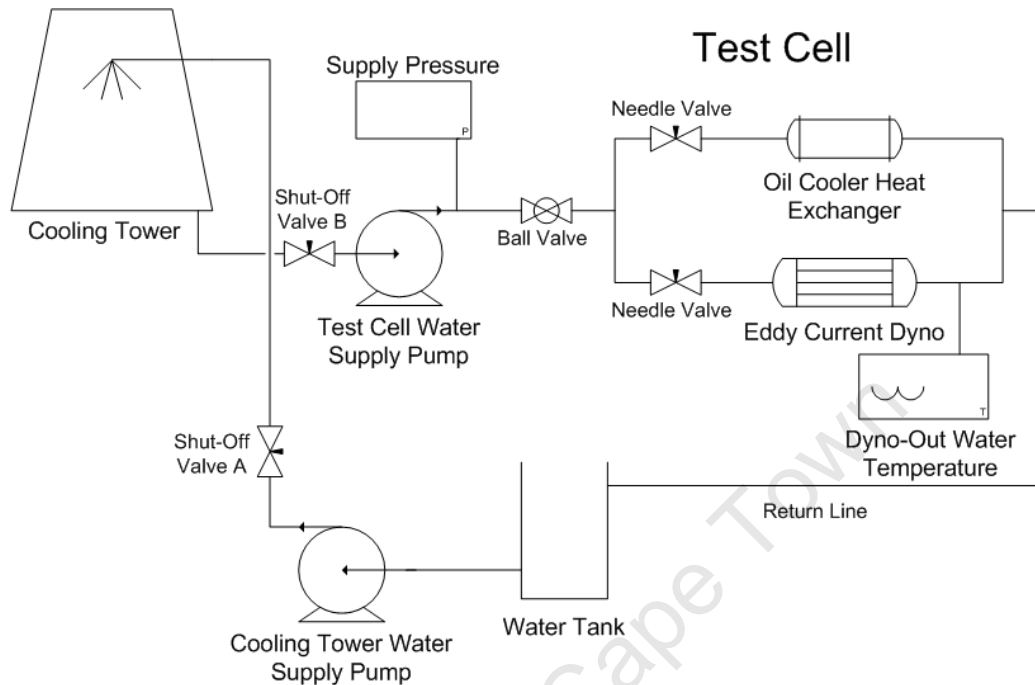 Test Cell
Supply Pressure
P
Needle Valve
Oil Cooler Heat
Exchanger
Cooling Tower
Shut-Off
Valve B
Ball Valve
Test Cell Water
Supply Pump
Needle Valve
Eddy Current Dyno
T
Dyno-Out Water
Temperature
Shut-Off
Valve A
Return Line
Cooling Tower Water
Supply Pump
Water Tank
Cape Town